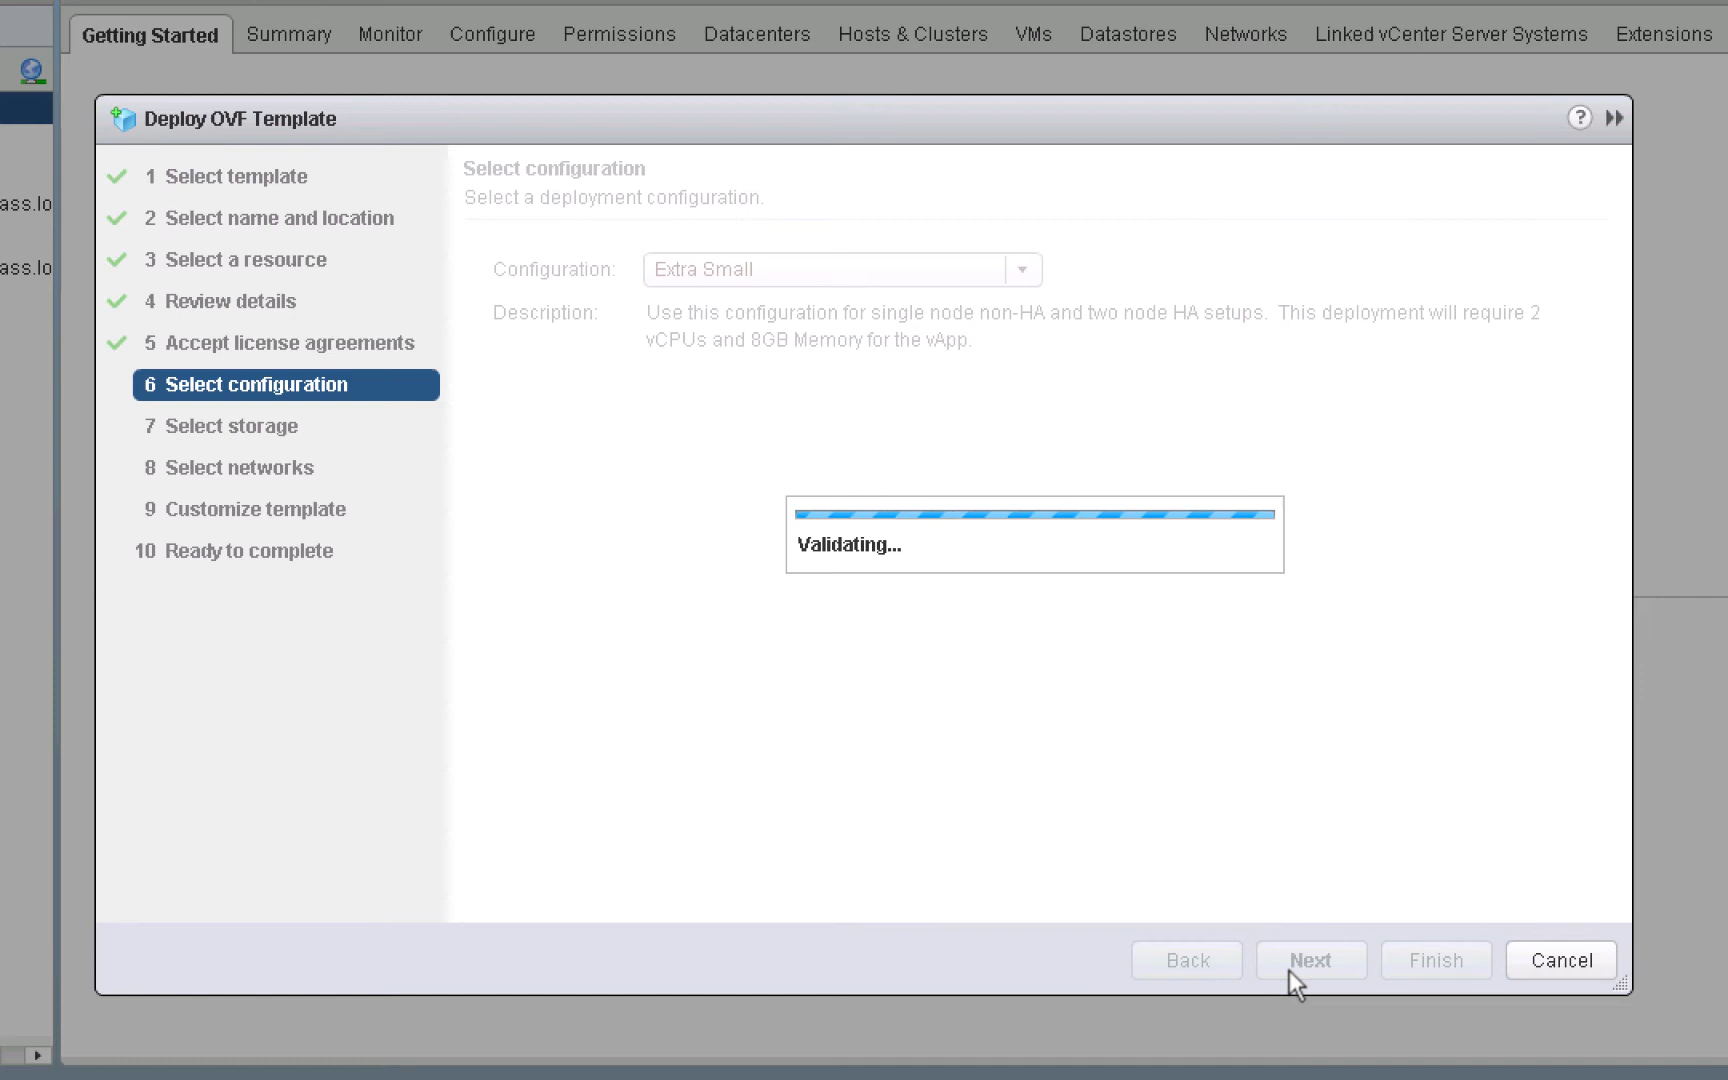 Getting Started Summary Monitor Configure Permissions Datacenters Hosts & Clusters VMs Datastores Networks Linked vCenter Server Systems Extensions
Deploy OVF Template
?
1 Select template
2 Select name and location
3 Select a resource
4 Review details
5 Accept license agreements
6 Select configuration
7 Select storage
8 Select networks
9 Customize template
10 Ready to complete
Select configuration
Select a deployment configuration.
Configuration: Extra Small
Description: Use this configuration for single node non-HA and two node HA setups. This deployment will require 2
vCPUs and 8GB Memory for the vApp.
Validating...
Back Next Finish Cancel
ass.lo
ass.lo